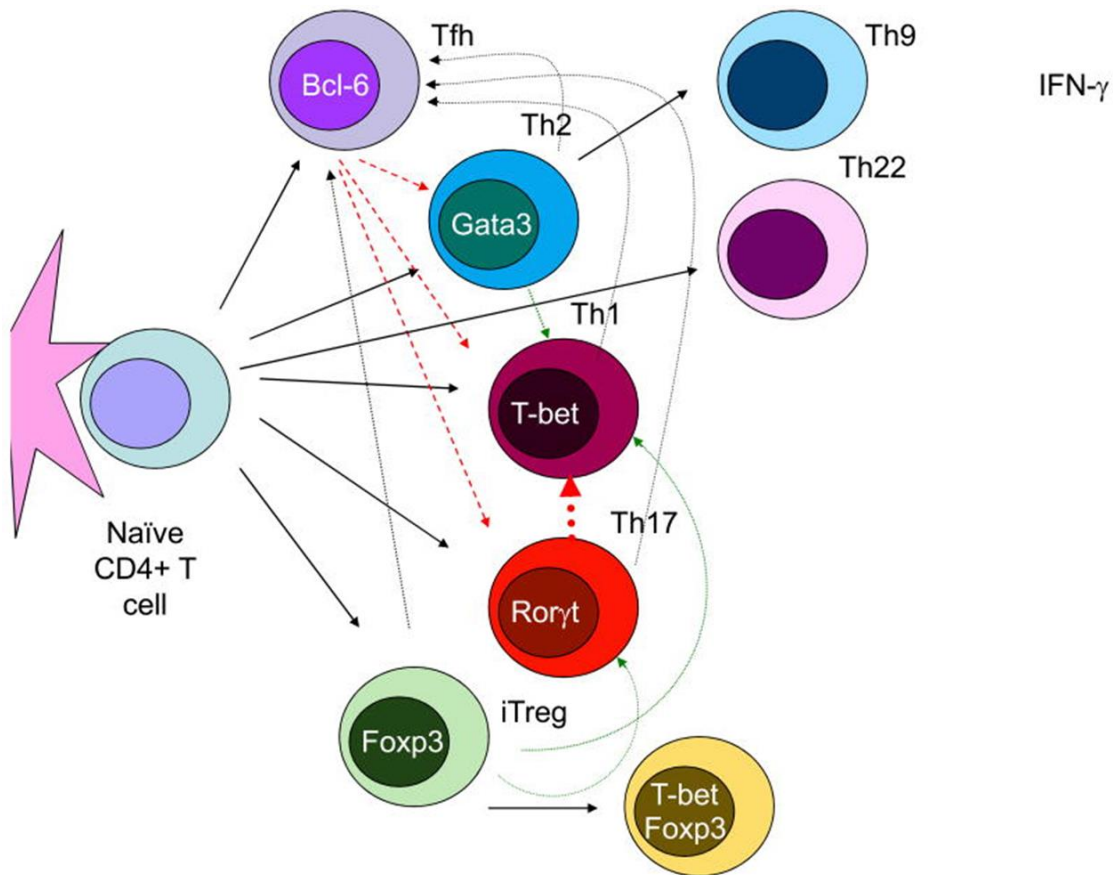 Tfh
Th9
Bcl-6
IFN-γ
Th2
Th22
Gata3
Th1
T-bet
Th17
Naïve
CD4+ T
cell
Rorγt
iTreg
Foxp3
T-bet
Foxp3